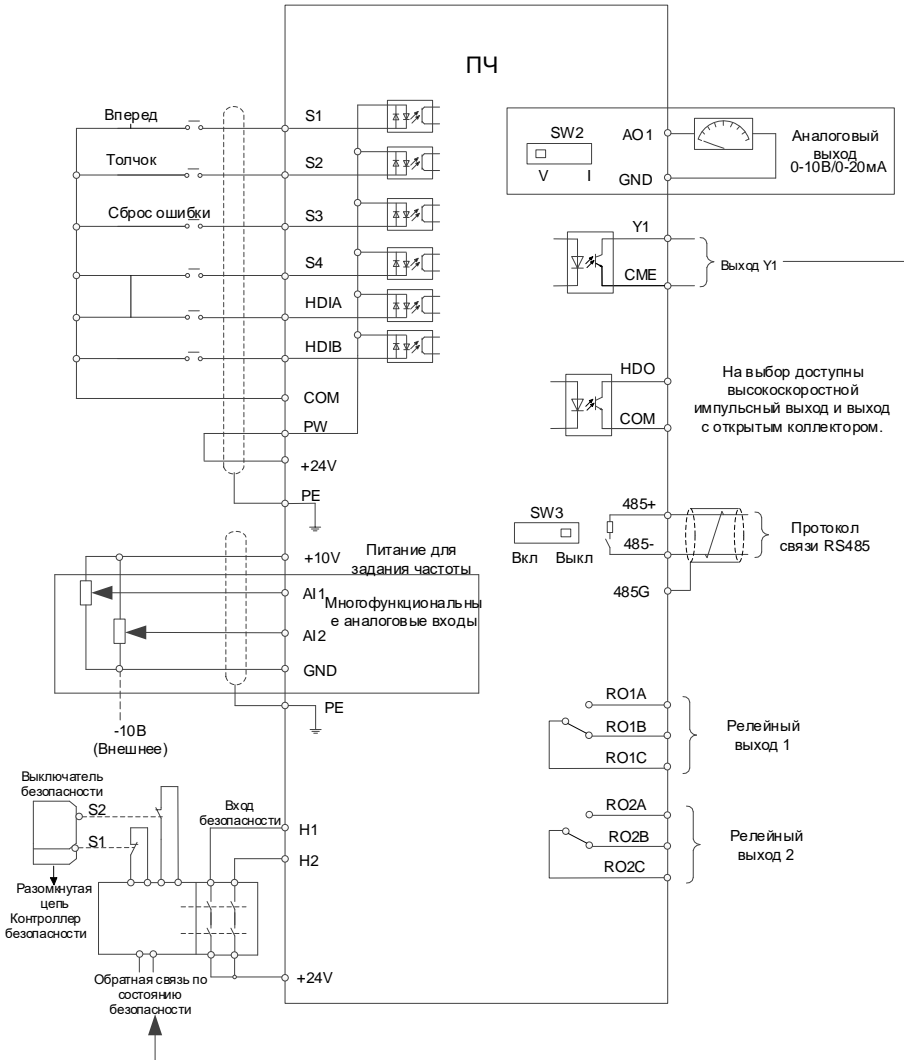 ПЧ
Вперед
S1
Толчок
S2
Сброс ошибки
S3
S4
HDIA
HDIB
COM
PW
+24V
PE
+10V
Питание для
задания частоты
AI1
Многофункциональны
е аналоговые входы
AI2
GND
PE
-10В
(Внешнее)
Выключатель
безопасности
S2
S1
Вход
безопасности
H1
H2
Разомкнутая
цепь
Контроллер
безопасности
+24V
Обратная связь по
состоянию
безопасности
SW2
V I
AO1
GND
Аналоговый
выход
0-10В/0-20мА
Y1
CME
Выход Y1
HDO
COM
На выбор доступны
высокоскоростной
импульсный выход и выход
с открытым коллектором.
SW3
Вкл Выкл
485+
485-
485G
Протокол
связи RS485
RO1A
RO1B
RO1C
Релейный
выход 1
RO2A
RO2B
RO2C
Релейный
выход 2